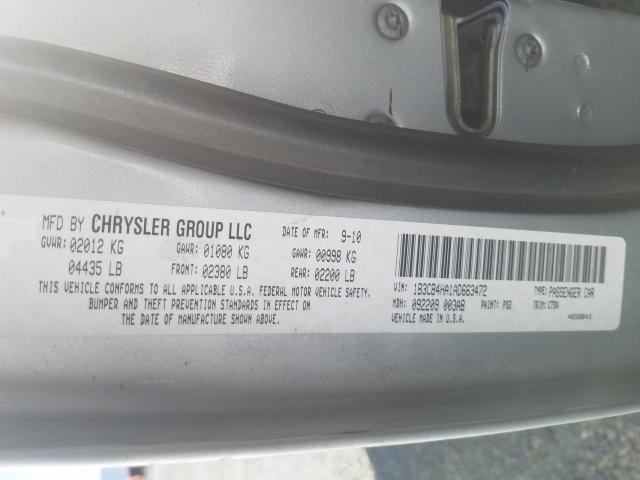 MFD BY CHRYSLER GROUP LLC DATE OF MFR: 9-10
GVWR: 02012 KG GAWR: 01080 KG GAWR: 00998 KG
04435 LB FRONT: 02380 LB REAR: 02200 LB
THIS VEHICLE CONFORMS TO ALL APPLICABLE U.S.A. FEDERAL MOTOR VEHICLE SAFETY,
BUMPER AND THEFT PREVENTION STANDARDS IN EFFECT ON
THE DATE OF MANUFACTURE SHOWN ABOVE.
VIN: 1B3CB4HA1AD663472 TYPE: PASSENGER CAR
MDH: 092209 003AB PAINT: PS2 TRIM: C7DV
VEHICLE MADE IN U.S.A.